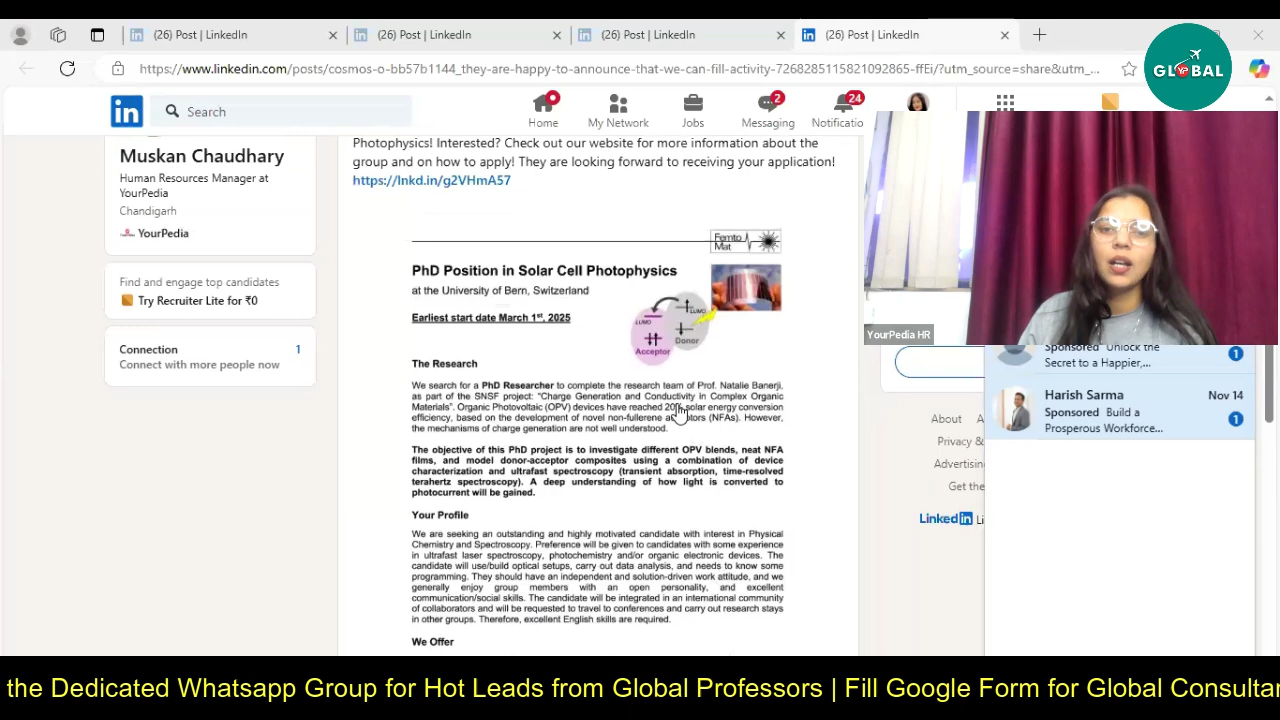 (26) Post | LinkedIn
(26) Post | LinkedIn
(26) Post | LinkedIn
(26) Post | LinkedIn
https://www.linkedin.com/posts/cosmos-o-bb57b1144_they-are-happy-to-announce-that-we-can-fill-activity-7268285115821092865-ffEi/?utm_source=share&utm_...
GLOBAL
YP
in
Search
Home
My Network
Jobs
2
Messaging
24
Notificatio
Muskan Chaudhary
Human Resources Manager at
YourPedia
Chandigarh
YourPedia
Find and engage top candidates
Try Recruiter Lite for ₹0
Connection 1
Connect with more people now
Photophysics! Interested? Check out our website for more information about the
group and on how to apply! They are looking forward to receiving your application!
https://lnkd.in/g2VHmA57
Femto
Mat
PhD Position in Solar Cell Photophysics
at the University of Bern, Switzerland
Earliest start date March 1st, 2025
LUMO
LUMO
Donor
Acceptor
The Research
We search for a PhD Researcher to complete the research team of Prof. Natalie Banerji,
as part of the SNSF project: "Charge Generation and Conductivity in Complex Organic
Materials". Organic Photovoltaic (OPV) devices have reached 20% solar energy conversion
efficiency, based on the development of novel non-fullerene (NFAs). However,
the mechanisms of charge generation are not well understood.
The objective of this PhD project is to investigate different OPV blends, neat NFA
films, and model donor-acceptor composites using a combination of device
characterization and ultrafast spectroscopy (transient absorption, time-resolved
terahertz spectroscopy). A deep understanding of how light is converted to
photocurrent will be gained.
Your Profile
We are seeking an outstanding and highly motivated candidate with interest in Physical
Chemistry and Spectroscopy. Preference will be given to candidates with some experience
in ultrafast laser spectroscopy, photochemistry and/or organic electronic devices. The
candidate will use/build optical setups, carry out data analysis, and needs to know some
programming. They should have an independent and solution-driven work attitude, and we
generally enjoy group members with an open personality, and excellent
communication/social skills. The candidate will be integrated in an international community
of collaborators and will be requested to travel to conferences and carry out research stays
in other groups. Therefore, excellent English skills are required.
We Offer
YourPedia HR
Sponsored Unlock the
Secret to a Happier,...
1
Harish Sarma Nov 14
Sponsored Build a
Prosperous Workforce...
1
About
Privacy &
Advertisin
Get the
LinkedIn Li
the Dedicated Whatsapp Group for Hot Leads from Global Professors | Fill Google Form for Global Consultan